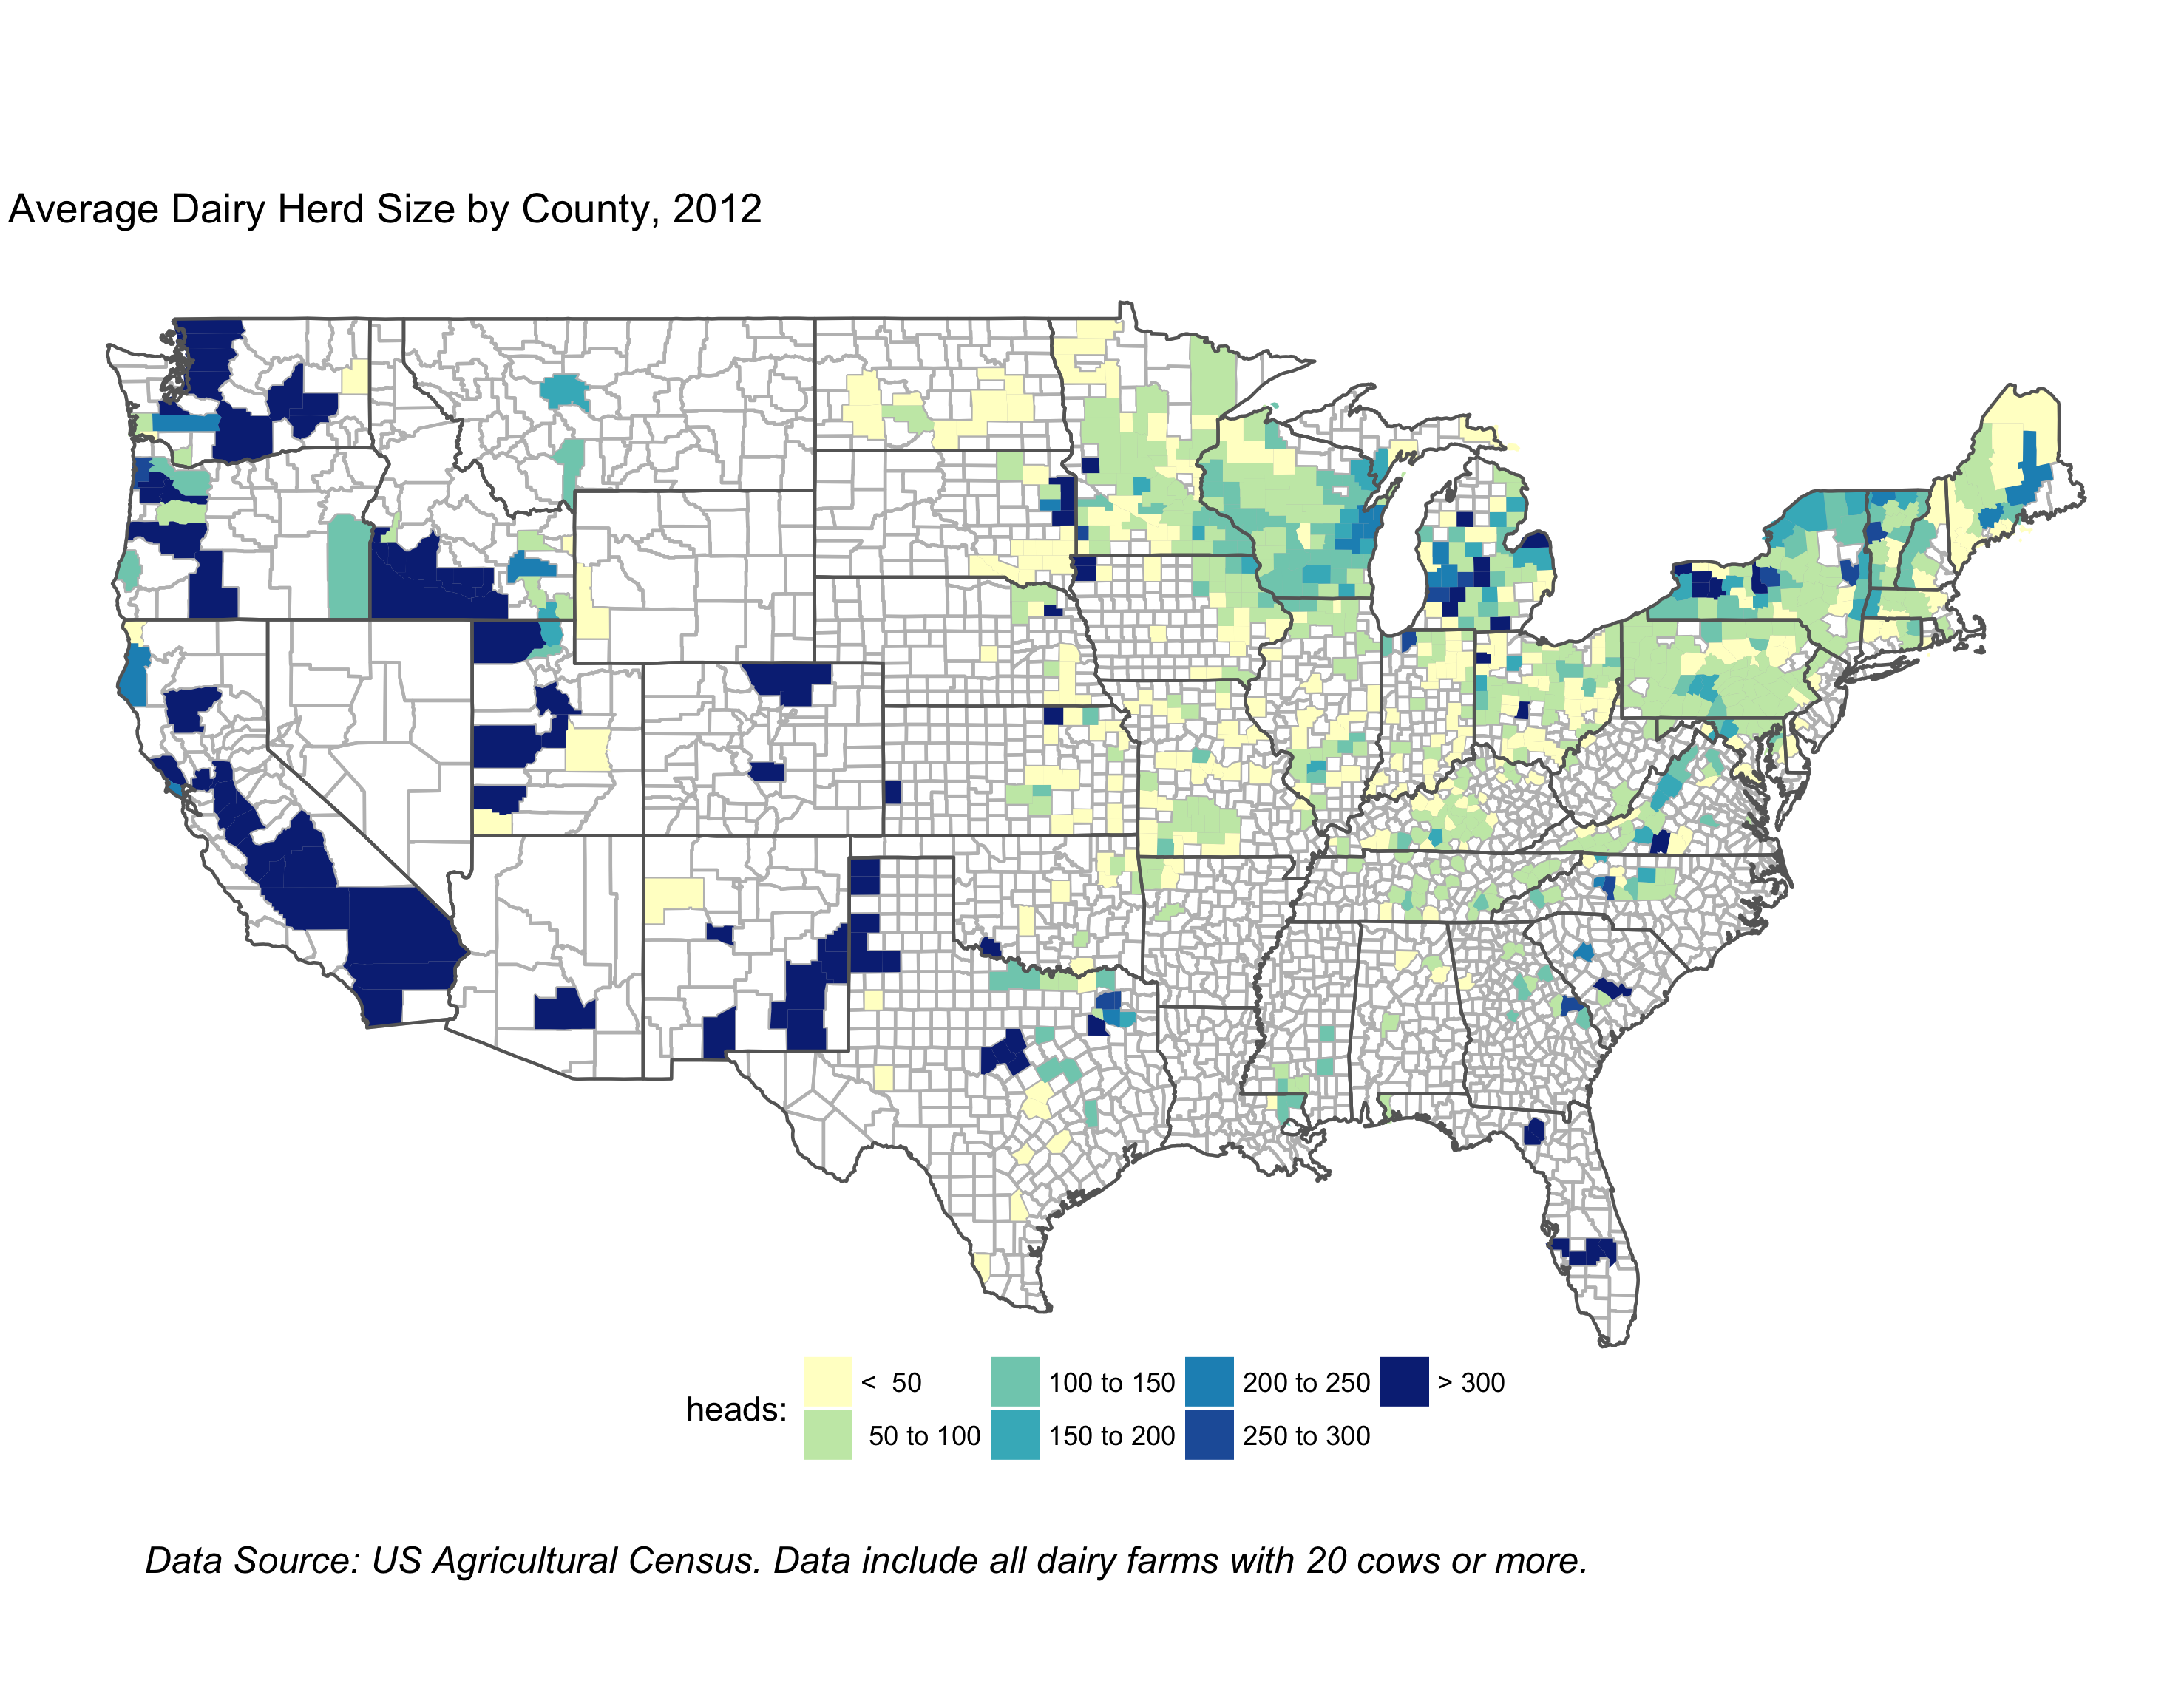 Average Dairy Herd Size by County, 2012
heads:
< 50
100 to 150
200 to 250
> 300
50 to 100
150 to 200
250 to 300
Data Source: US Agricultural Census. Data include all dairy farms with 20 cows or more.